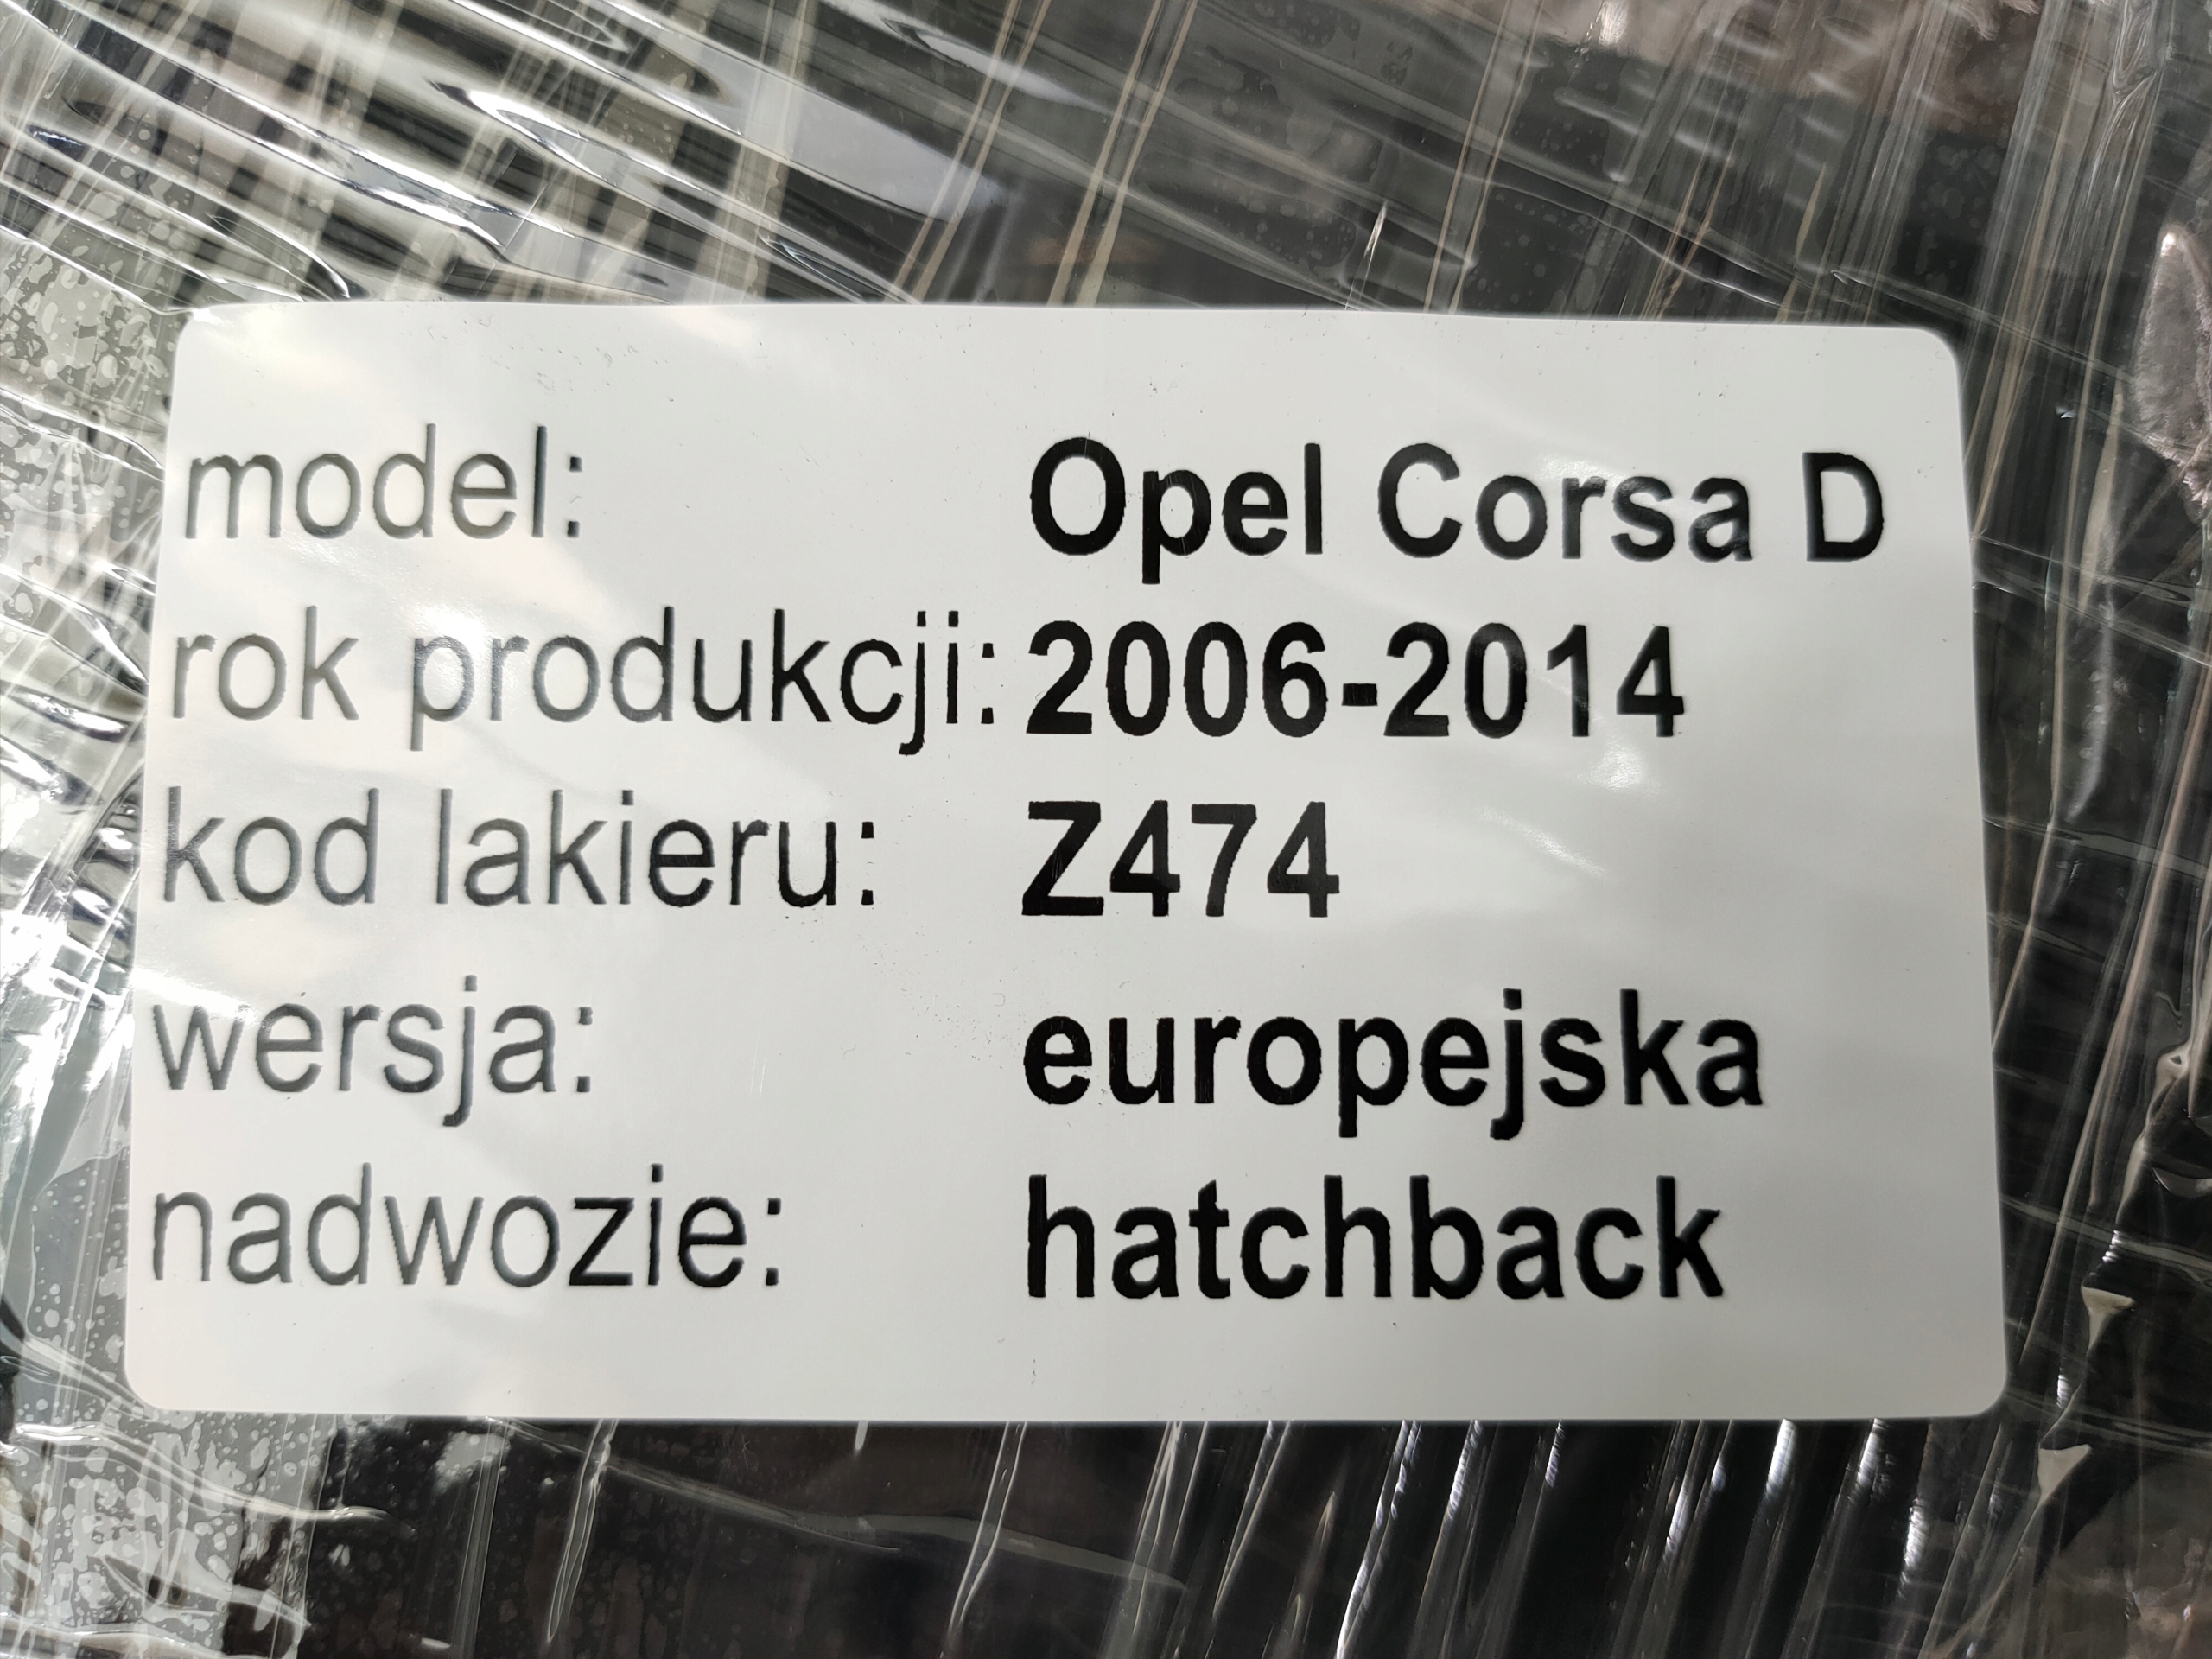 model: Opel Corsa D
rok produkcji: 2006-2014
kod lakieru: Z474
wersja: europejska
nadwozie: hatchback